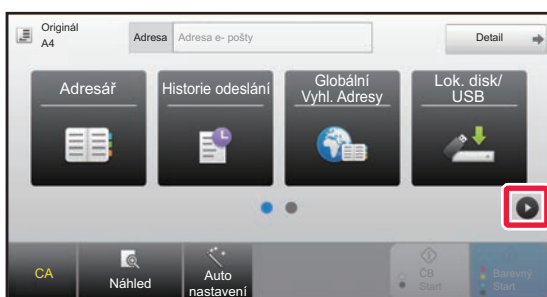 Originál
A4
Adresa
Adresa e- pošty
Detail
Adresář
Historie odeslání
Globální
Vyhl. Adresy
Lok. disk/
USB
CA
Náhled
Auto
nastavení
ČB
Start
Barevný
Start